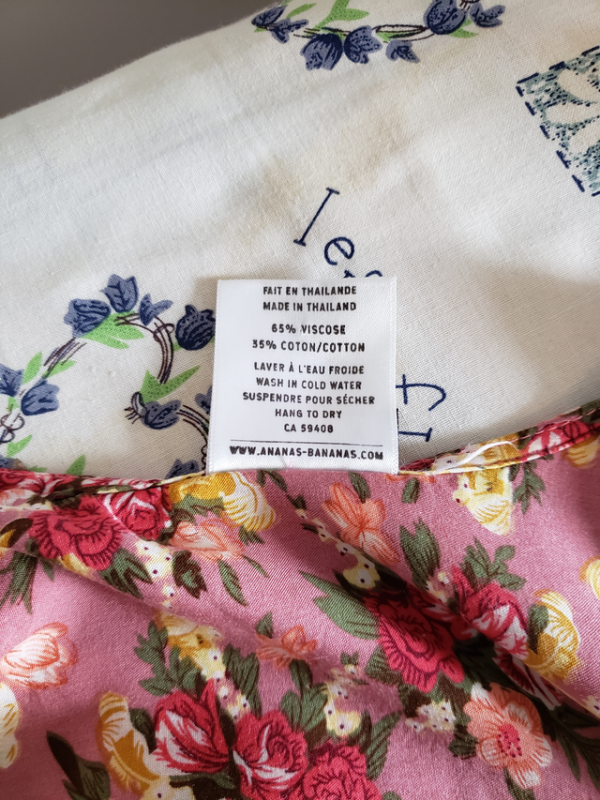 FAIT EN THAILANDE
MADE IN THAILAND
65% VISCOSE
35% COTON/COTTON
LAVER À L'EAU FROIDE
WASH IN COLD WATER
SUSPENDRE POUR SÉCHER
HANG TO DRY
CA 59408
WWW.ANANAS-BANANAS.COM